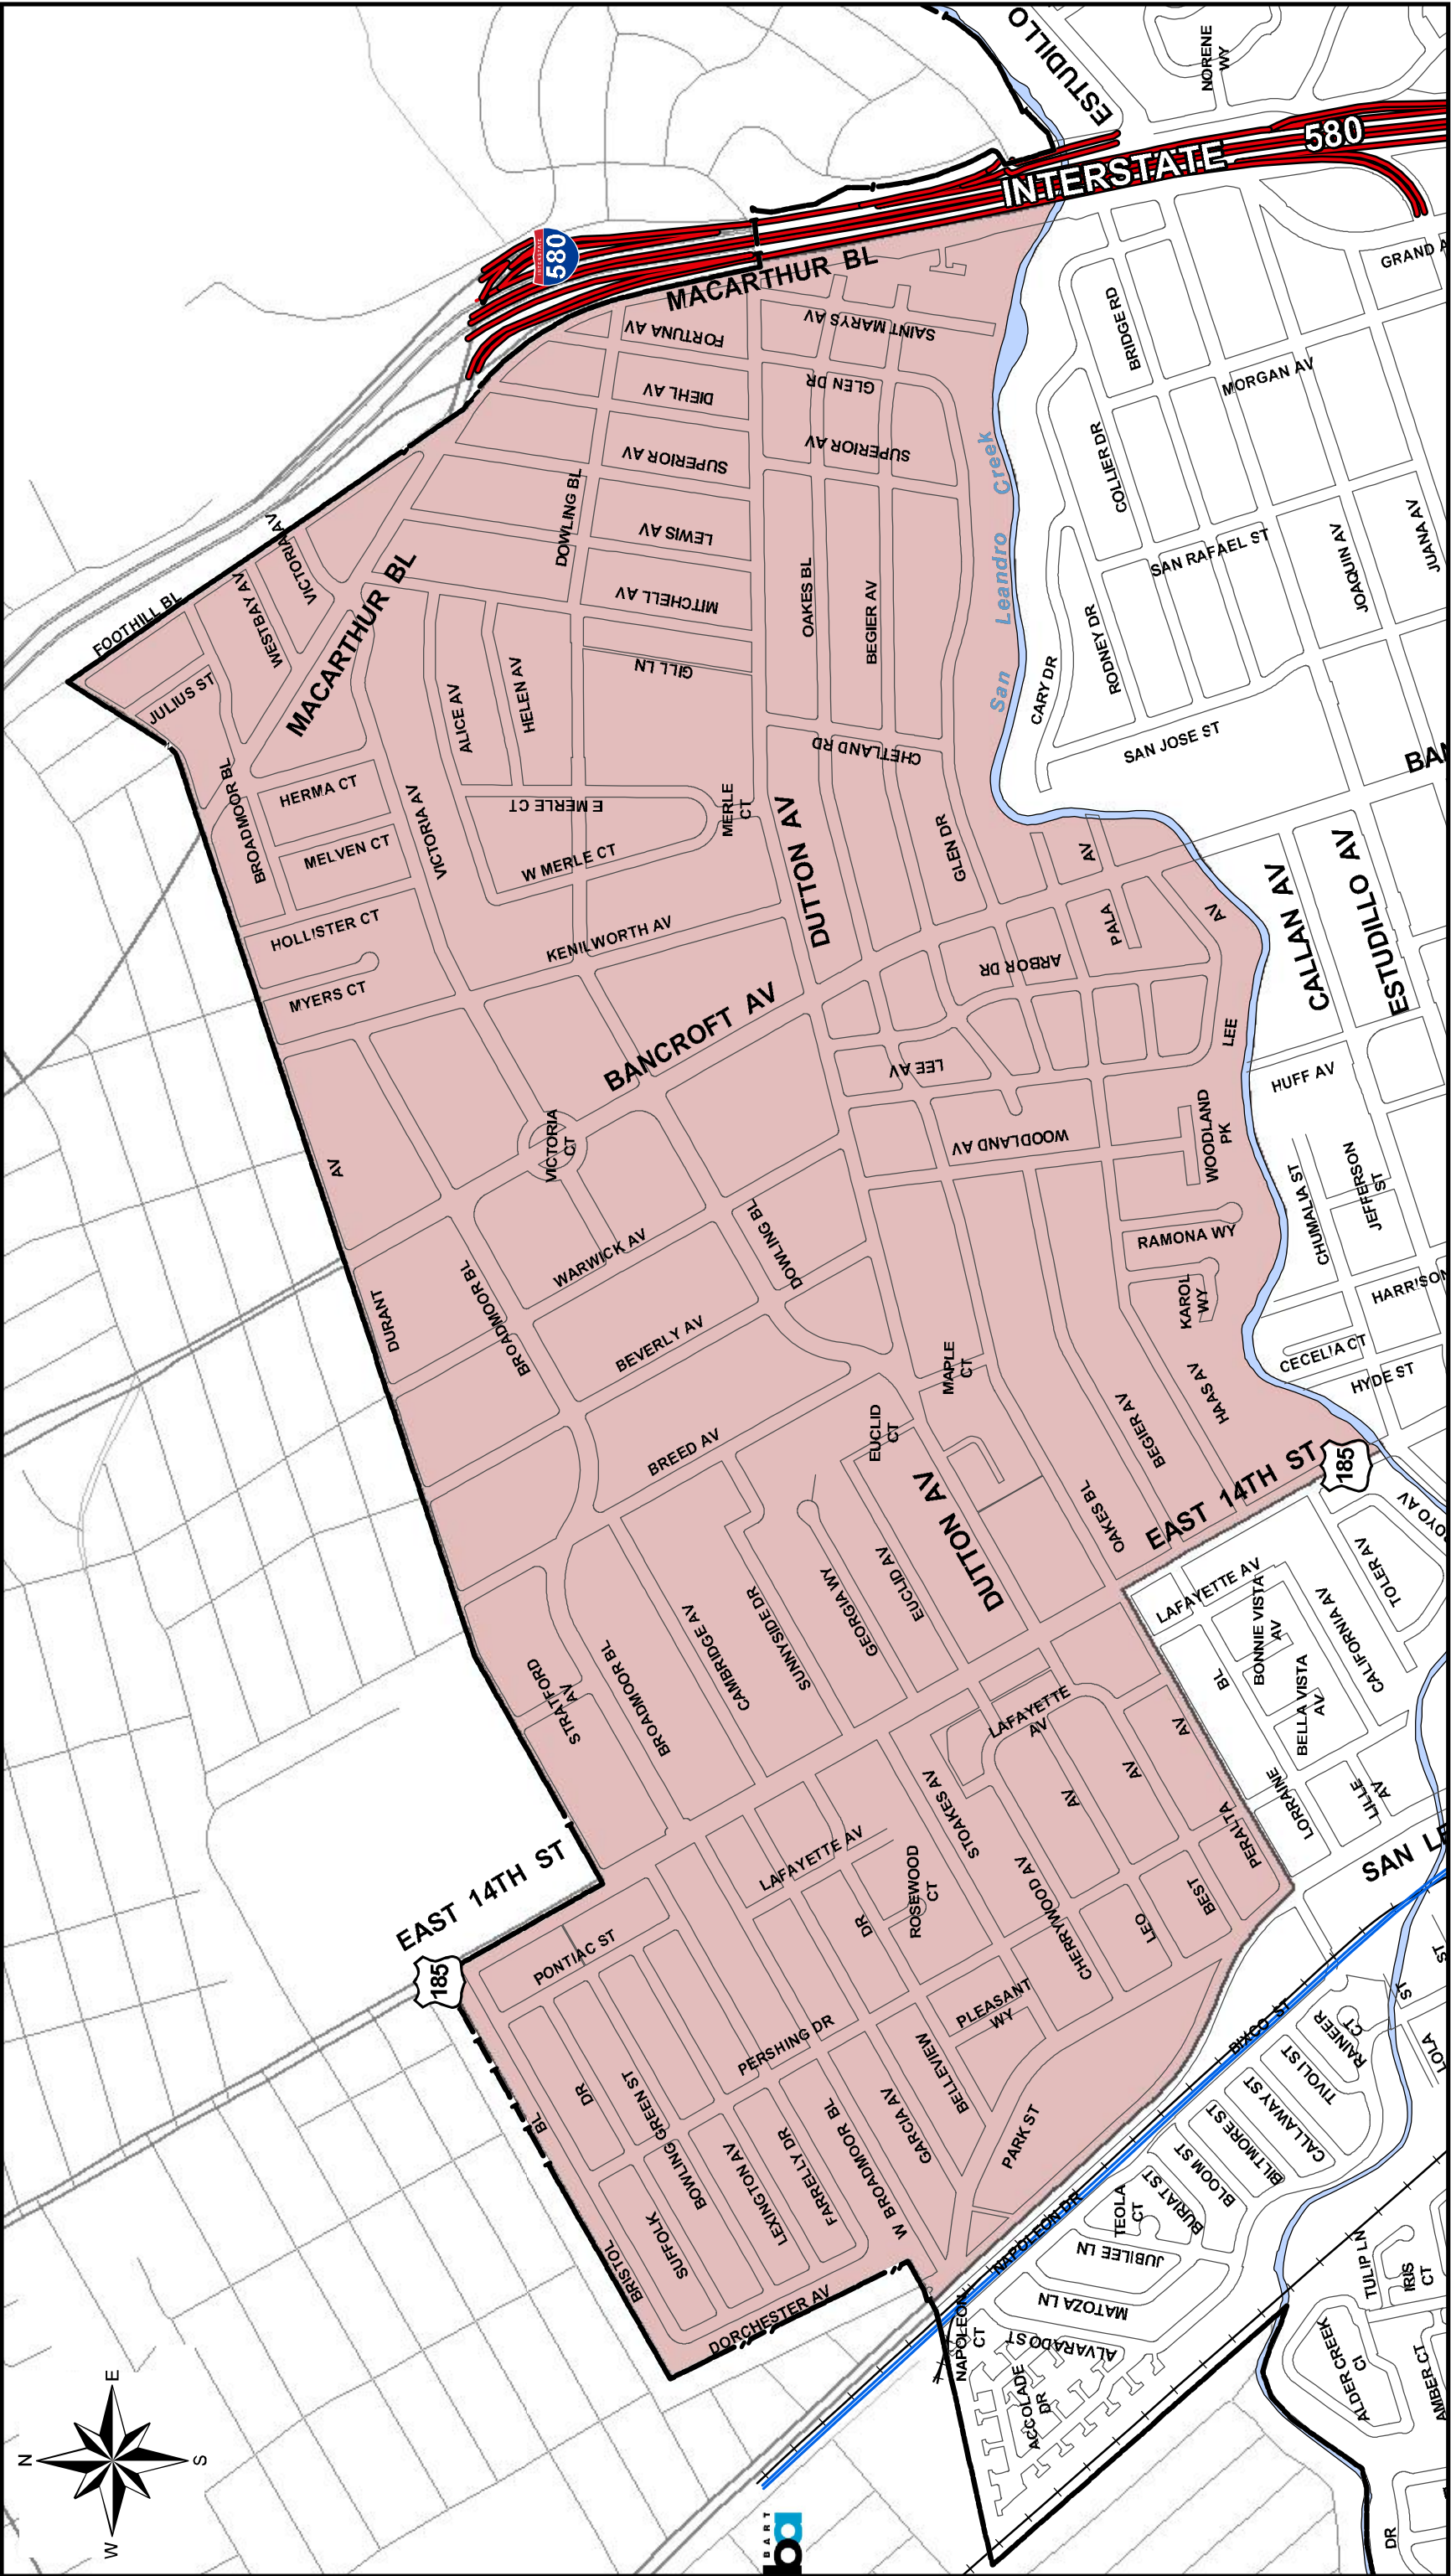 ESTUDILLO
NORENE
WY
INTERSTATE
580
INTERSTATE
580
MACARTHUR BL
GRAND A
FORTUNA AV
SAINT MARYS AV
BRIDGE RD
DIEHL AV
GLEN DR
MORGAN AV
SUPERIOR AV
SUPERIOR AV
San Leandro Creek
COLLIER DR
DOWLING BL
LEWIS AV
VICTORIA AV
FOOTHILL BL
WESTBAY AV
MACARTHUR BL
MITCHELL AV
OAKES BL
BEGIER AV
SAN RAFAEL ST
JOAQUIN AV
JUANA AV
JULIUS ST
ALICE AV
HELEN AV
GILL LN
CARY DR
RODNEY DR
SAN JOSE ST
CHETLAND RD
BAN
BROADMOOR BL
HERMA CT
MELVEN CT
VICTORIA AV
E MERLE CT
W MERLE CT
MERLE
CT
DUTTON AV
GLEN DR
AV
HOLLISTER CT
MYERS CT
KENILWORTH AV
ARBOR DR
PALA
AV
CALLAN AV
ESTUDILLO AV
BANCROFT AV
LEE AV
LEE
HUFF AV
AV
VICTORIA
CT
WOODLAND AV
WOODLAND
PK
CHUMALIA ST
JEFFERSON
ST
DURANT
BROADMOOR BL
WARWICK AV
DOWLING BL
RAMONA WY
KAROL
WY
HARRISON
BEVERLY AV
MAPLE
CT
CECELIA CT
HYDE ST
HAAS AV
BEGIER AV
BREED AV
EUCLID
CT
DUTTON AV
OAKES BL
EAST 14TH ST
185
OYO AV
STRATFORD
AV
BROADMOOR BL
CAMBRIDGE AV
SUNNYSIDE DR
GEORGIA WY
EUCLID AV
LAFAYETTE AV
BONNIE VISTA
AV
BELLA VISTA
AV
CALIFORNIA AV
TOLER AV
BL
LAFAYETTE
AV
AV
AV
AV
LORRAINE
LILLE
AV
EAST 14TH ST
185
LAFAYETTE AV
STOAKES AV
PERALTA
SAN LE
PONTIAC ST
DR
ROSEWOOD
CT
CHERRYWOOD AV
LEO
BEST
ST
BL
DR
BOWLING GREEN ST
PERSHING DR
BELLEVIEW
PLEASANT
WY
BIXCO ST
RAINEER
CT
ST
LOLA
TIVOLI ST
CALLAWAY ST
BRISTOL
SUFFOLK
LEXINGTON AV
FARRELLY DR
W BROADMOOR BL
GARCIA AV
PARK ST
BILTMORE ST
BLOOM ST
BURIAT ST
TEOLA
CT
JUBILEE LN
DORCHESTER AV
NAPOLEON DR
NAPOLEON
CT
MATOZA LN
ALVARADO ST
ACCOLADE
DR
TULIP LN
IRIS
CT
ALDER CREEK
CI
AMBER CT
DR
N
E
S
W
BART
ba